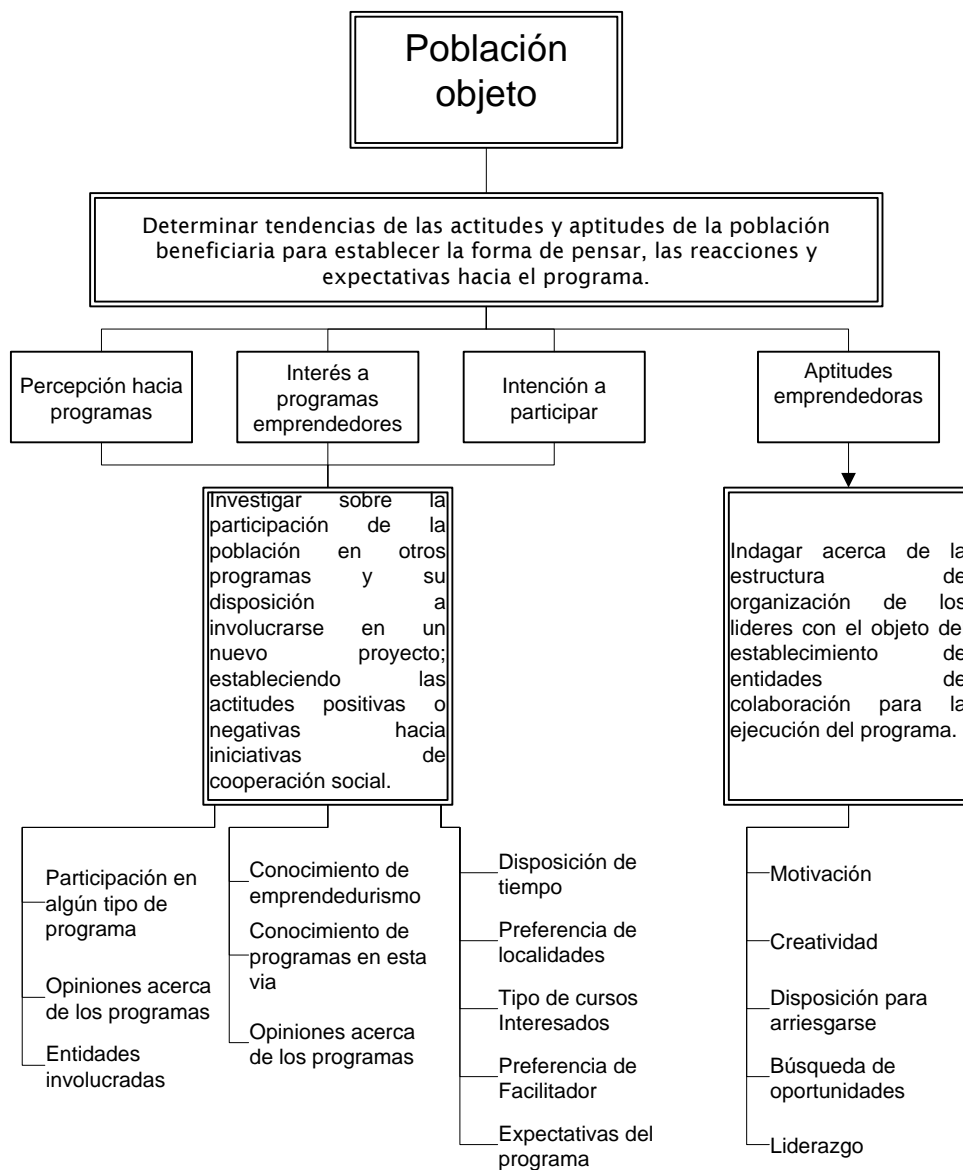 Población
objeto
Determinar tendencias de las actitudes y aptitudes de la población
beneficiaria para establecer la forma de pensar, las reacciones y
expectativas hacia el programa.
Percepción hacia
programas
Interés a
programas
emprendedores
Intención a
participar
Aptitudes
emprendedoras
Investigar sobre la
participación de la
población en otros
programas y su
disposición a
involucrarse en un
nuevo proyecto;
estableciendo las
actitudes positivas o
negativas hacia
iniciativas de
cooperación social.
Indagar acerca de la
estructura de
organización de los
lideres con el objeto de
establecimiento de
entidades de
colaboración para la
ejecución del programa.
Participación en
algún tipo de
programa
Opiniones acerca
de los programas
Entidades
involucradas
Conocimiento de
emprendedurismo
Conocimiento de
programas en esta
via
Opiniones acerca
de los programas
Disposición de
tiempo
Preferencia de
localidades
Tipo de cursos
Interesados
Preferencia de
Facilitador
Expectativas del
programa
Motivación
Creatividad
Disposición para
arriesgarse
Búsqueda de
oportunidades
Liderazgo